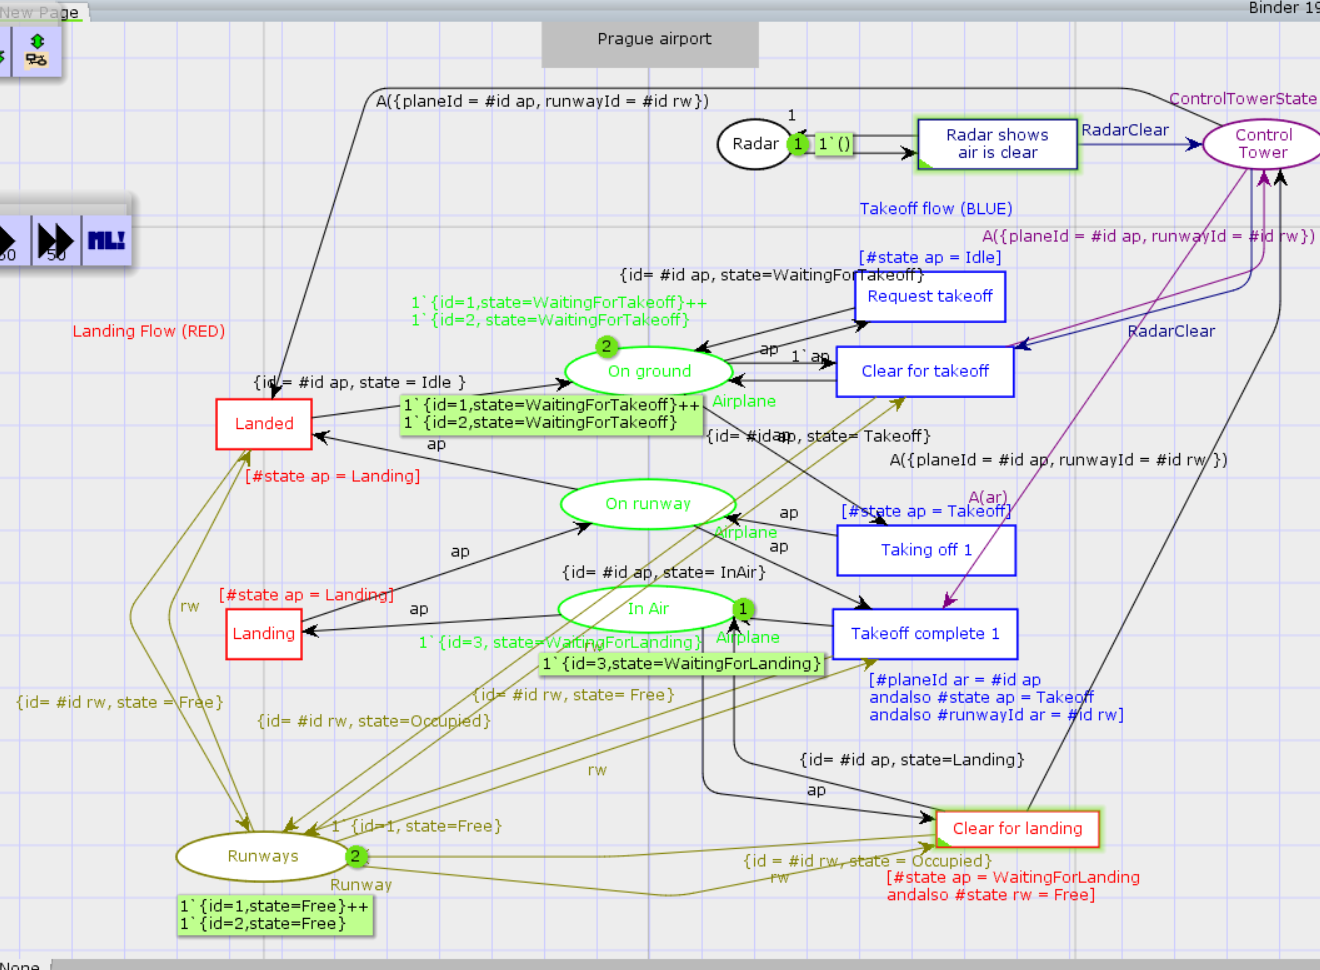 New Page
Binder 19
Prague airport
A({planeId = #id ap, runwayId = #id rw})
1
ControlTowerState
Radar
1
1`()
Radar shows
air is clear
RadarClear
Control
Tower
Takeoff flow (BLUE)
A({planeId = #id ap, runwayId = #id rw})
50
50
ML!
[#state ap = Idle]
{id= #id ap, state=WaitingForTakeoff}
Request takeoff
1`{id=1,state=WaitingForTakeoff}++
1`{id=2, state=WaitingForTakeoff}
Landing Flow (RED)
RadarClear
2
ap
1`ap
On ground
Clear for takeoff
{id = #id ap, state = Idle }
Airplane
1`{id=1,state=WaitingForTakeoff}++
1`{id=2,state=WaitingForTakeoff}
Landed
ap
{id= #id ap, state= Takeoff}
ap
A({planeId = #id ap, runwayId = #id rw })
[#state ap = Landing]
On runway
A(ar)
[#state ap = Takeoff]
ap
Airplane
ap
ap
Taking off 1
{id= #id ap, state= InAir}
[#state ap = Landing]
rw
ap
In Air
1
Landing
Takeoff complete 1
1`{id=3, state=WaitingForLanding}
Airplane
rw
1`{id=3,state=WaitingForLanding}
[#planeId ar = #id ap
andalso #state ap = Takeoff
andalso #runwayId ar = #id rw]
{id= #id rw, state = Free}
{id= #id rw, state= Free}
{id= #id rw, state=Occupied}
{id= #id ap, state=Landing}
rw
ap
1`{id=1, state=Free}
Clear for landing
Runways
2
{id = #id rw, state = Occupied}
rw
Runway
[#state ap = WaitingForLanding
andalso #state rw = Free]
1`{id=1,state=Free}++
1`{id=2,state=Free}
None